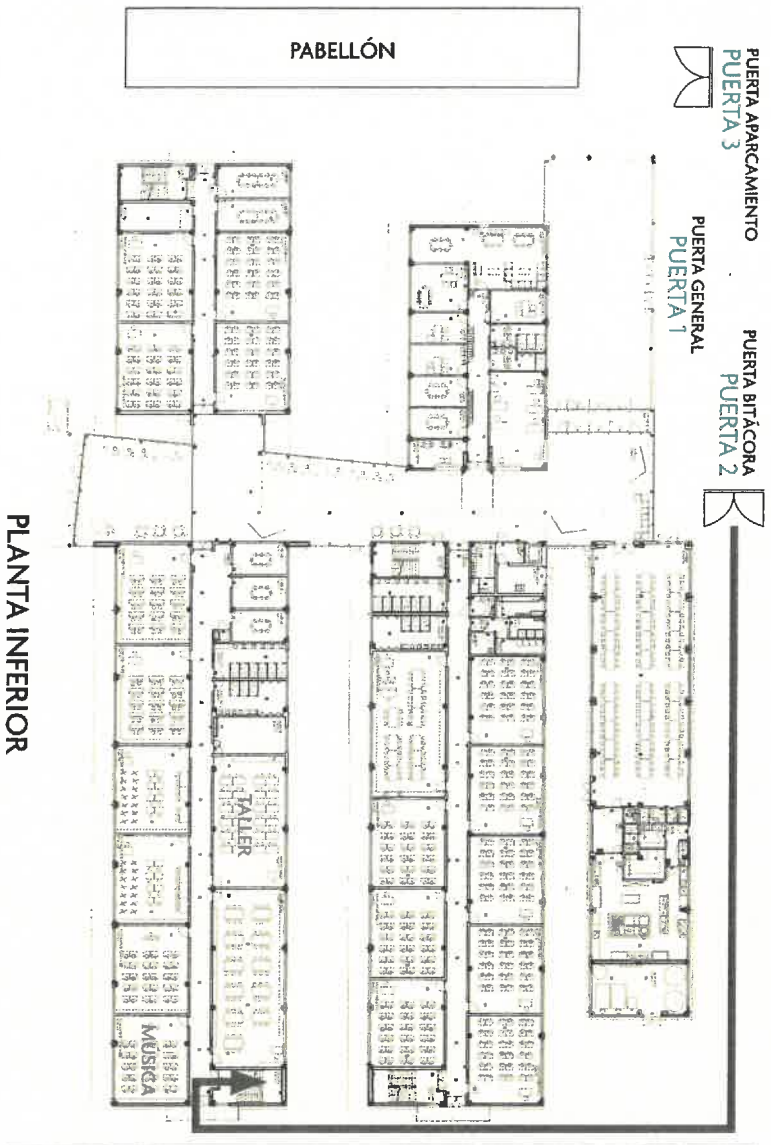 PABELLÓN
PUERTA APARCAMIENTO
PUERTA 3
PUERTA GENERAL
PUERTA 1
PUERTA BITÁCORA
PUERTA 2
TALLER
MÚSICA
PLANTA INFERIOR